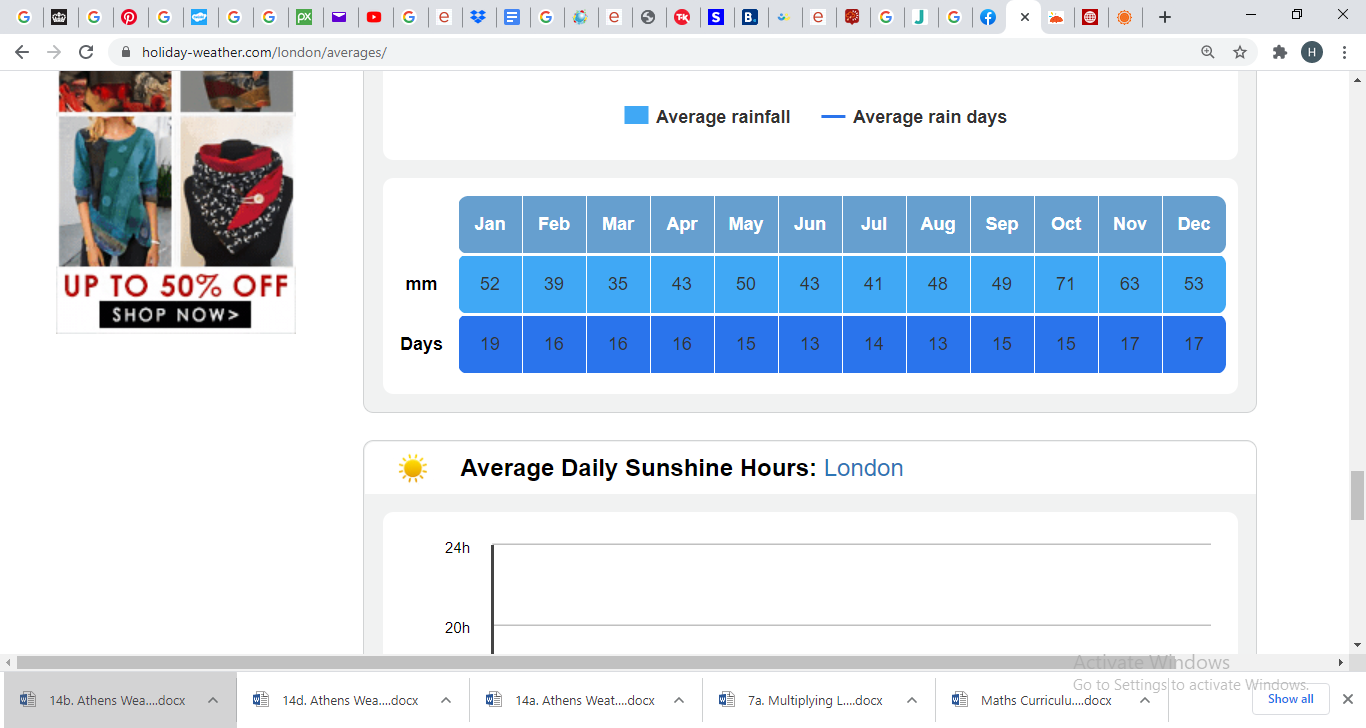 holiday-weather.com/london/averages/
H
Average rainfall Average rain days
Jan Feb Mar Apr May Jun Jul Aug Sep Oct Nov Dec
mm 52 39 35 43 50 43 41 48 49 71 63 53
Days 19 16 16 16 15 13 14 13 15 15 17 17
UP TO 50% OFF
SHOP NOW>
Average Daily Sunshine Hours: London
24h
20h
Activate Windows
Go to Settings to activate Windows.
14b. Athens Wea....docx
14d. Athens Wea....docx
14a. Athens Weat....docx
7a. Multiplying L....docx
Maths Curriculu....docx
Show all